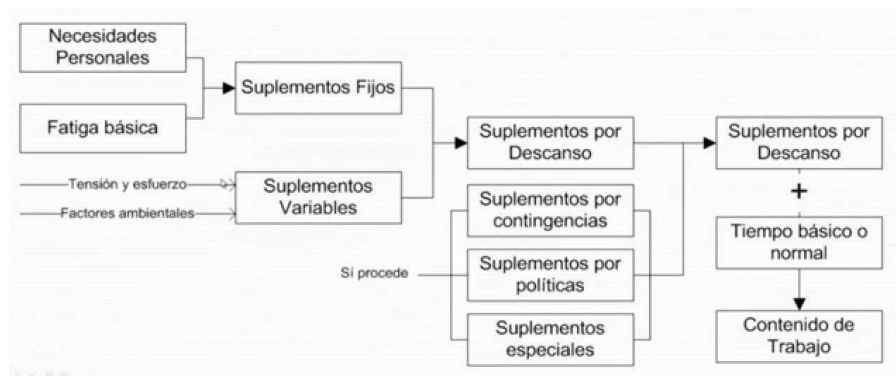 Necesidades
Personales
Fatiga básica
Suplementos Fijos
Tensión y esfuerzo
Factores ambientales
Suplementos
Variables
Suplementos por
Descanso
Suplementos por
contingencias
Sí procede
Suplementos por
políticas
Suplementos
especiales
Suplementos por
Descanso
+
Tiempo básico o
normal
Contenido de
Trabajo